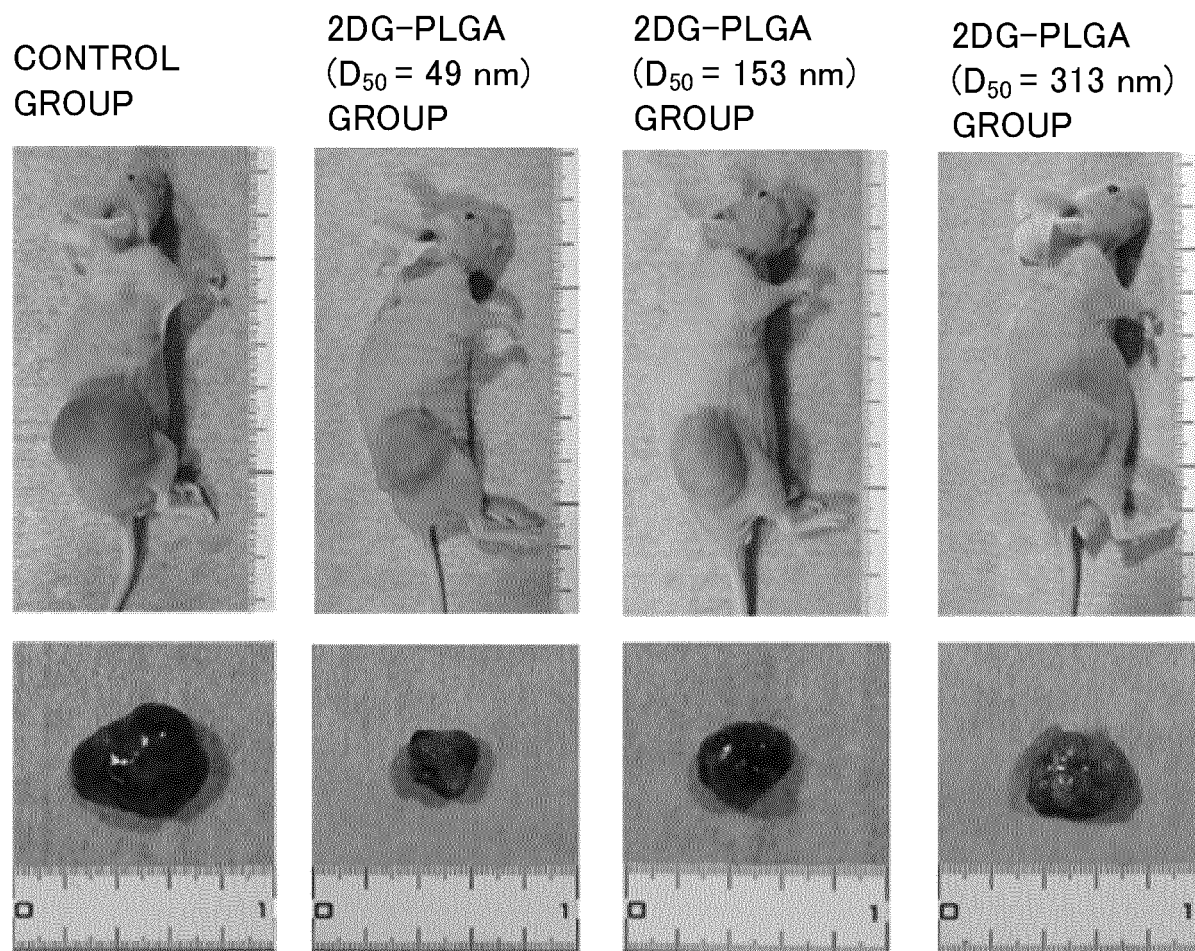 CONTROL
GROUP
2DG-PLGA
(D₅₀ = 49 nm)
GROUP
2DG-PLGA
(D₅₀ = 153 nm)
GROUP
2DG-PLGA
(D₅₀ = 313 nm)
GROUP
0 1
0 1
0 1
0 1